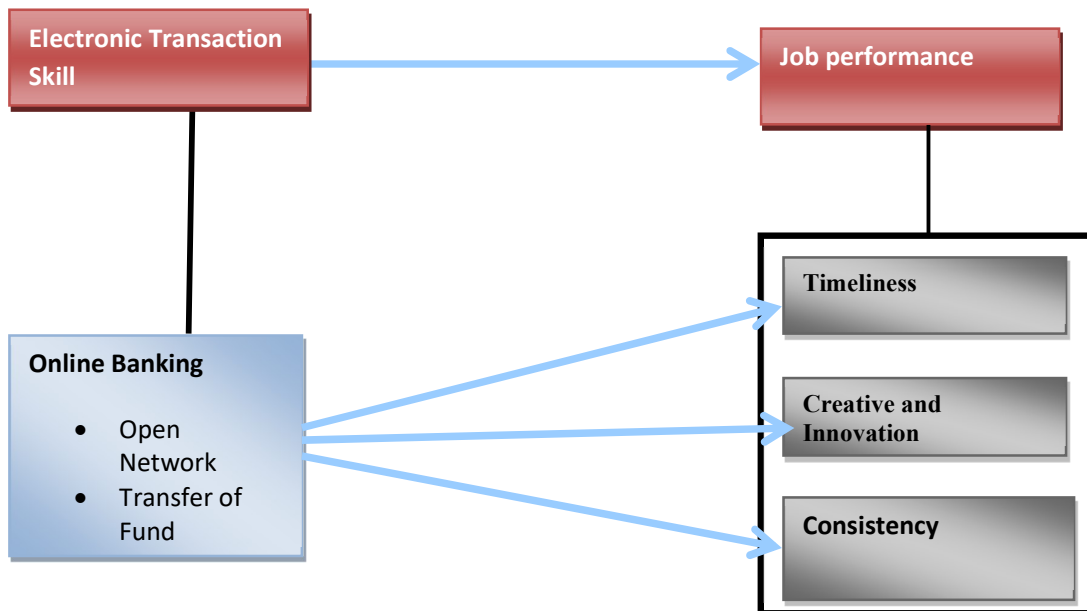 Electronic Transaction
Skill
Job performance
Timeliness
Online Banking
• Open
Network
• Transfer of
Fund
Creative and
Innovation
Consistency